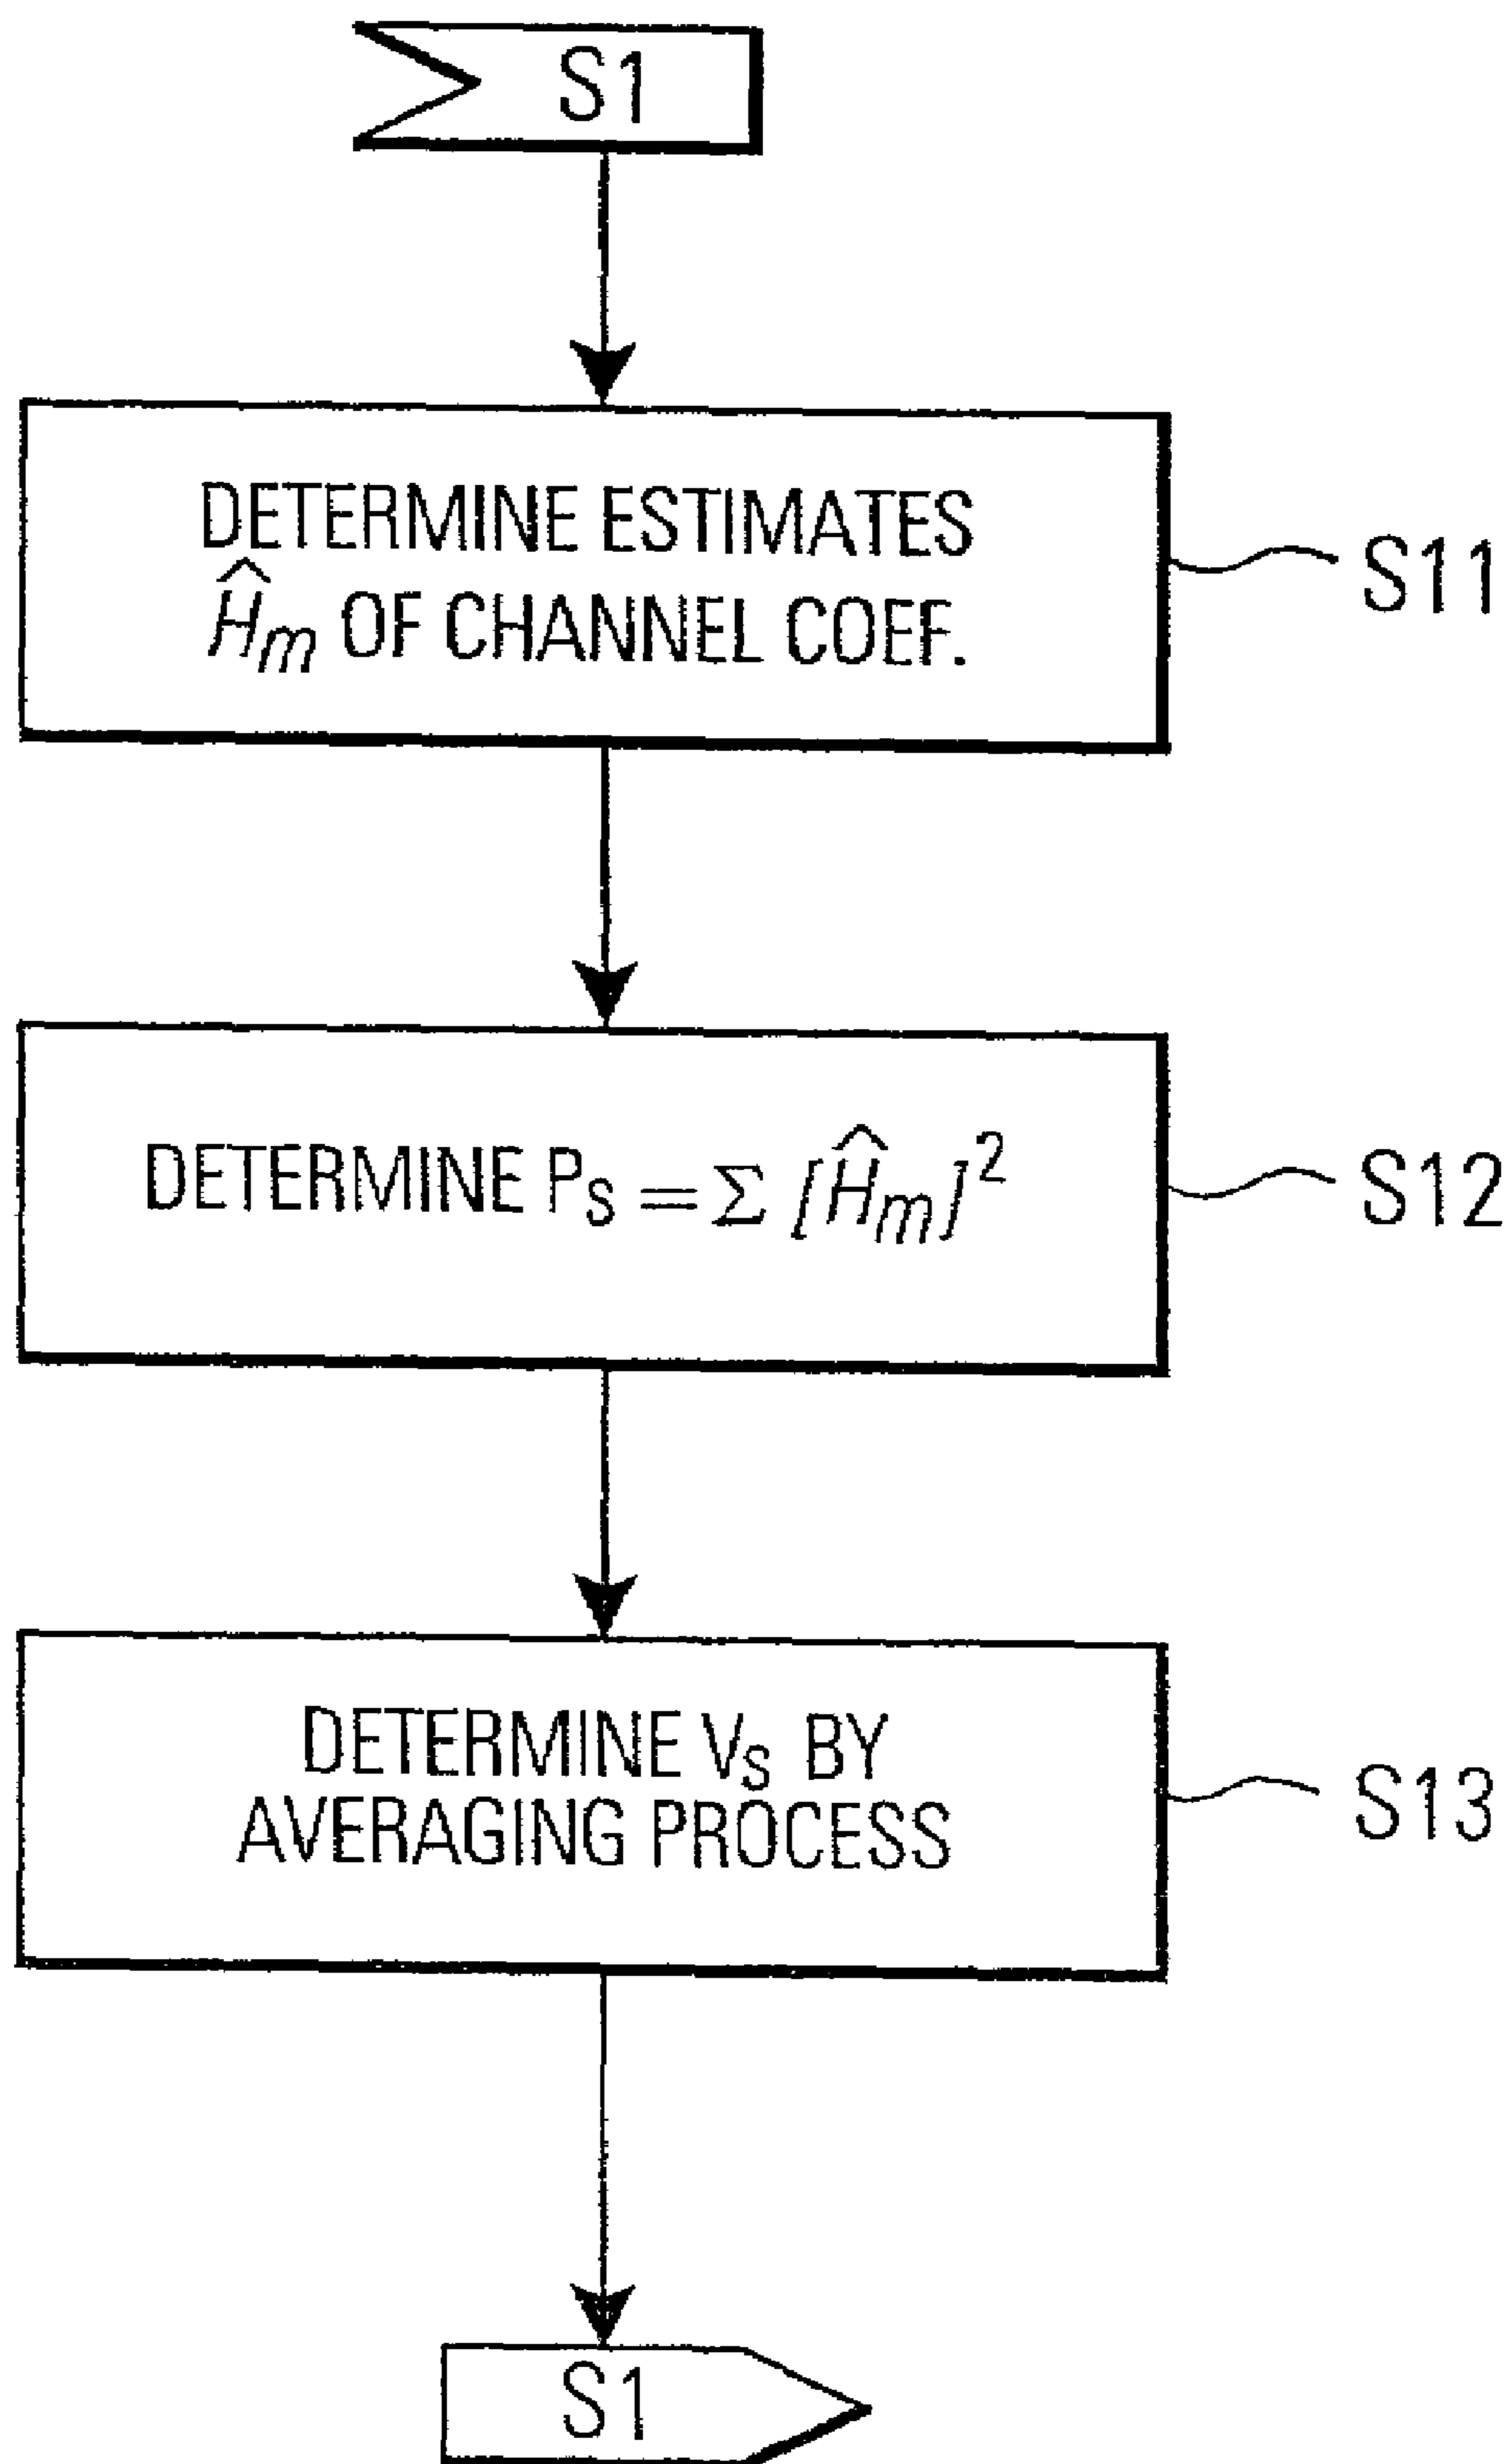 S1
DETERMINE ESTIMATES
Ĥm OF CHANNEL COEF.
S11
DETERMINE PS = Σ [Ĥm]²
S12
DETERMINE VS BY
AVERAGING PROCESS
S13
S1